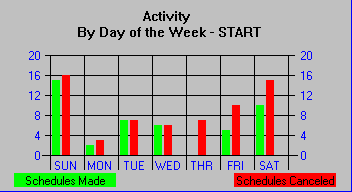 Activity
By Day of the Week - START
20 20
16 16
12 12
8 8
4 4
0 0
SUN MON TUE WED THR FRI SAT
Schedules Made Schedules Canceled